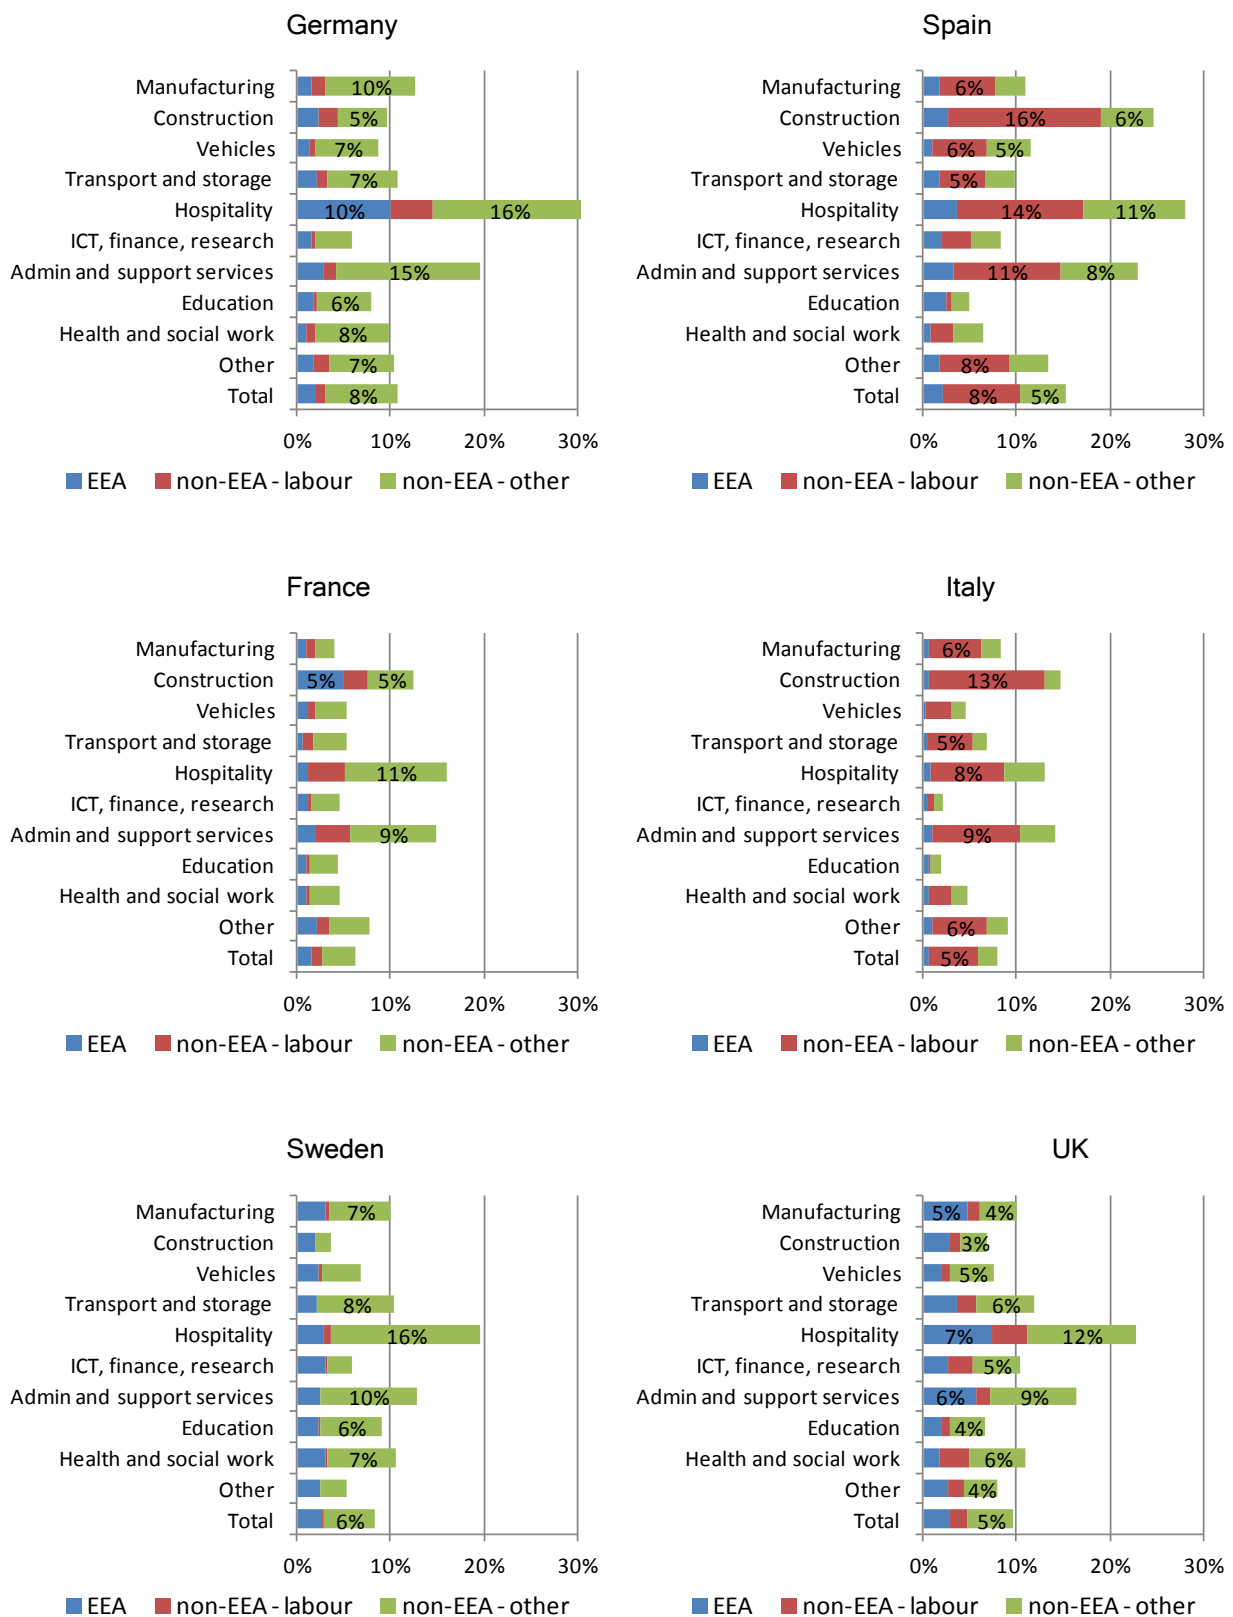 Germany
Manufacturing 10%
Construction 5%
Vehicles 7%
Transport and storage 7%
Hospitality 10% 16%
ICT, finance, research
Admin and support services 15%
Education 6%
Health and social work 8%
Other 7%
Total 8%
0% 10% 20% 30%
EEA non-EEA - labour non-EEA - other
Spain
Manufacturing 6%
Construction 16% 6%
Vehicles 6% 5%
Transport and storage 5%
Hospitality 14% 11%
ICT, finance, research
Admin and support services 11% 8%
Education
Health and social work
Other 8%
Total 8% 5%
0% 10% 20% 30%
EEA non-EEA - labour non-EEA - other
France
Manufacturing
Construction 5% 5%
Vehicles
Transport and storage
Hospitality 11%
ICT, finance, research
Admin and support services 9%
Education
Health and social work
Other
Total
0% 10% 20% 30%
EEA non-EEA - labour non-EEA - other
Italy
Manufacturing 6%
Construction 13%
Vehicles
Transport and storage 5%
Hospitality 8%
ICT, finance, research
Admin and support services 9%
Education
Health and social work
Other 6%
Total 5%
0% 10% 20% 30%
EEA non-EEA - labour non-EEA - other
Sweden
Manufacturing 7%
Construction
Vehicles
Transport and storage 8%
Hospitality 16%
ICT, finance, research
Admin and support services 10%
Education 6%
Health and social work 7%
Other
Total 6%
0% 10% 20% 30%
EEA non-EEA - labour non-EEA - other
UK
Manufacturing 5% 4%
Construction 3%
Vehicles 5%
Transport and storage 6%
Hospitality 7% 12%
ICT, finance, research 5%
Admin and support services 6% 9%
Education 4%
Health and social work 6%
Other 4%
Total 5%
0% 10% 20% 30%
EEA non-EEA - labour non-EEA - other